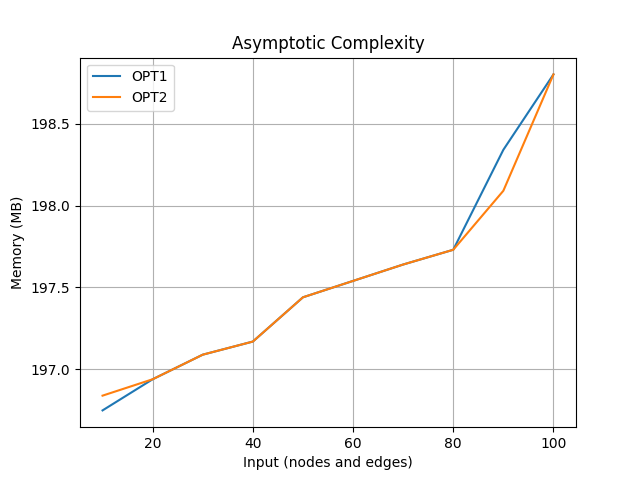 Asymptotic Complexity
OPT1
OPT2
198.5
198.0
197.5
197.0
Memory (MB)
20
40
60
80
100
Input (nodes and edges)